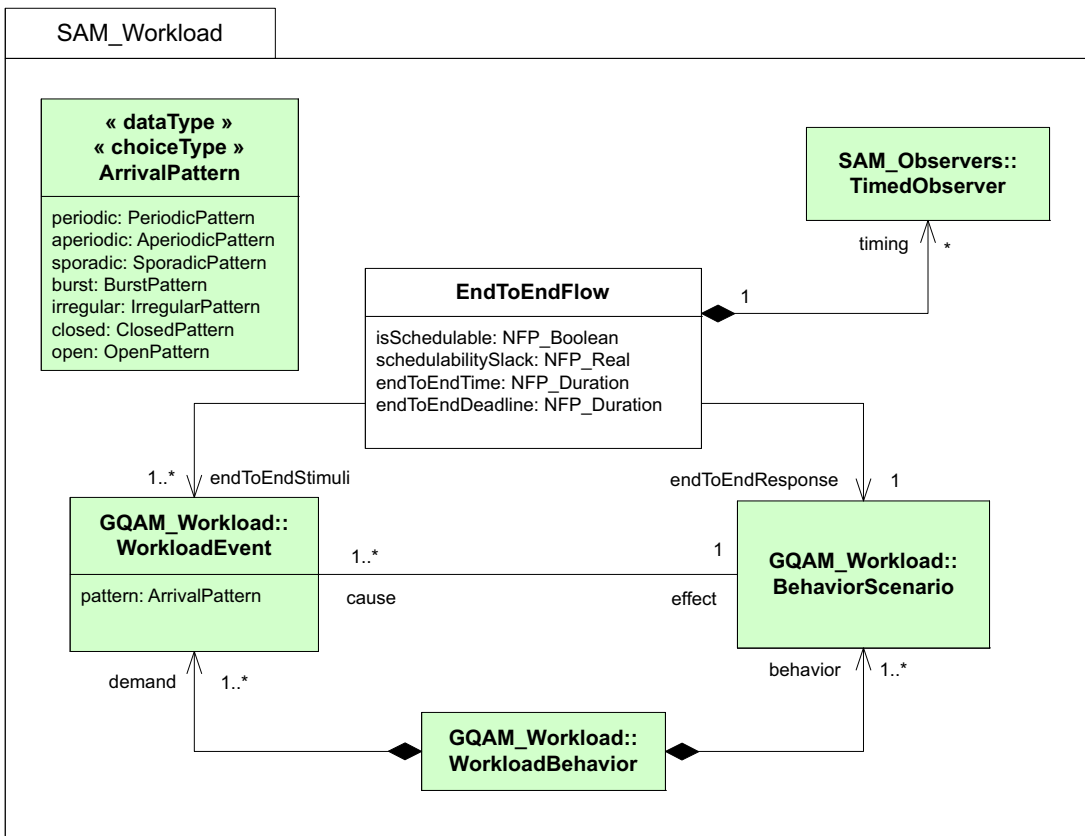 SAM_Workload
« dataType »
« choiceType »
ArrivalPattern
periodic: PeriodicPattern
aperiodic: AperiodicPattern
sporadic: SporadicPattern
burst: BurstPattern
irregular: IrregularPattern
closed: ClosedPattern
open: OpenPattern
SAM_Observers::
TimedObserver
timing
*
EndToEndFlow
1
isSchedulable: NFP_Boolean
schedulabilitySlack: NFP_Real
endToEndTime: NFP_Duration
endToEndDeadline: NFP_Duration
1..*
endToEndStimuli
endToEndResponse
1
GQAM_Workload::
WorkloadEvent
pattern: ArrivalPattern
1..*
cause
1
effect
GQAM_Workload::
BehaviorScenario
demand
1..*
behavior
1..*
GQAM_Workload::
WorkloadBehavior